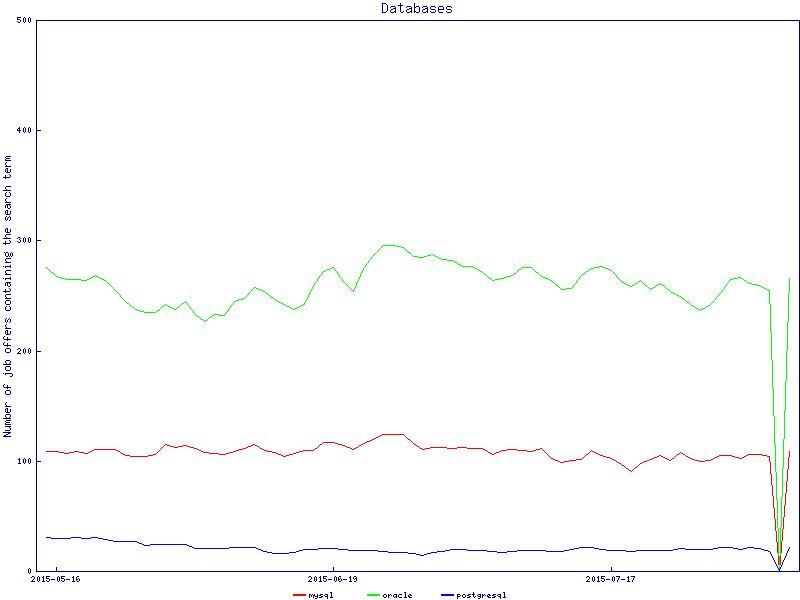 Databases
500
400
300
200
100
0
Number of job offers containing the search term
2015-05-16 2015-06-19 2015-07-17
mysql oracle postgresql